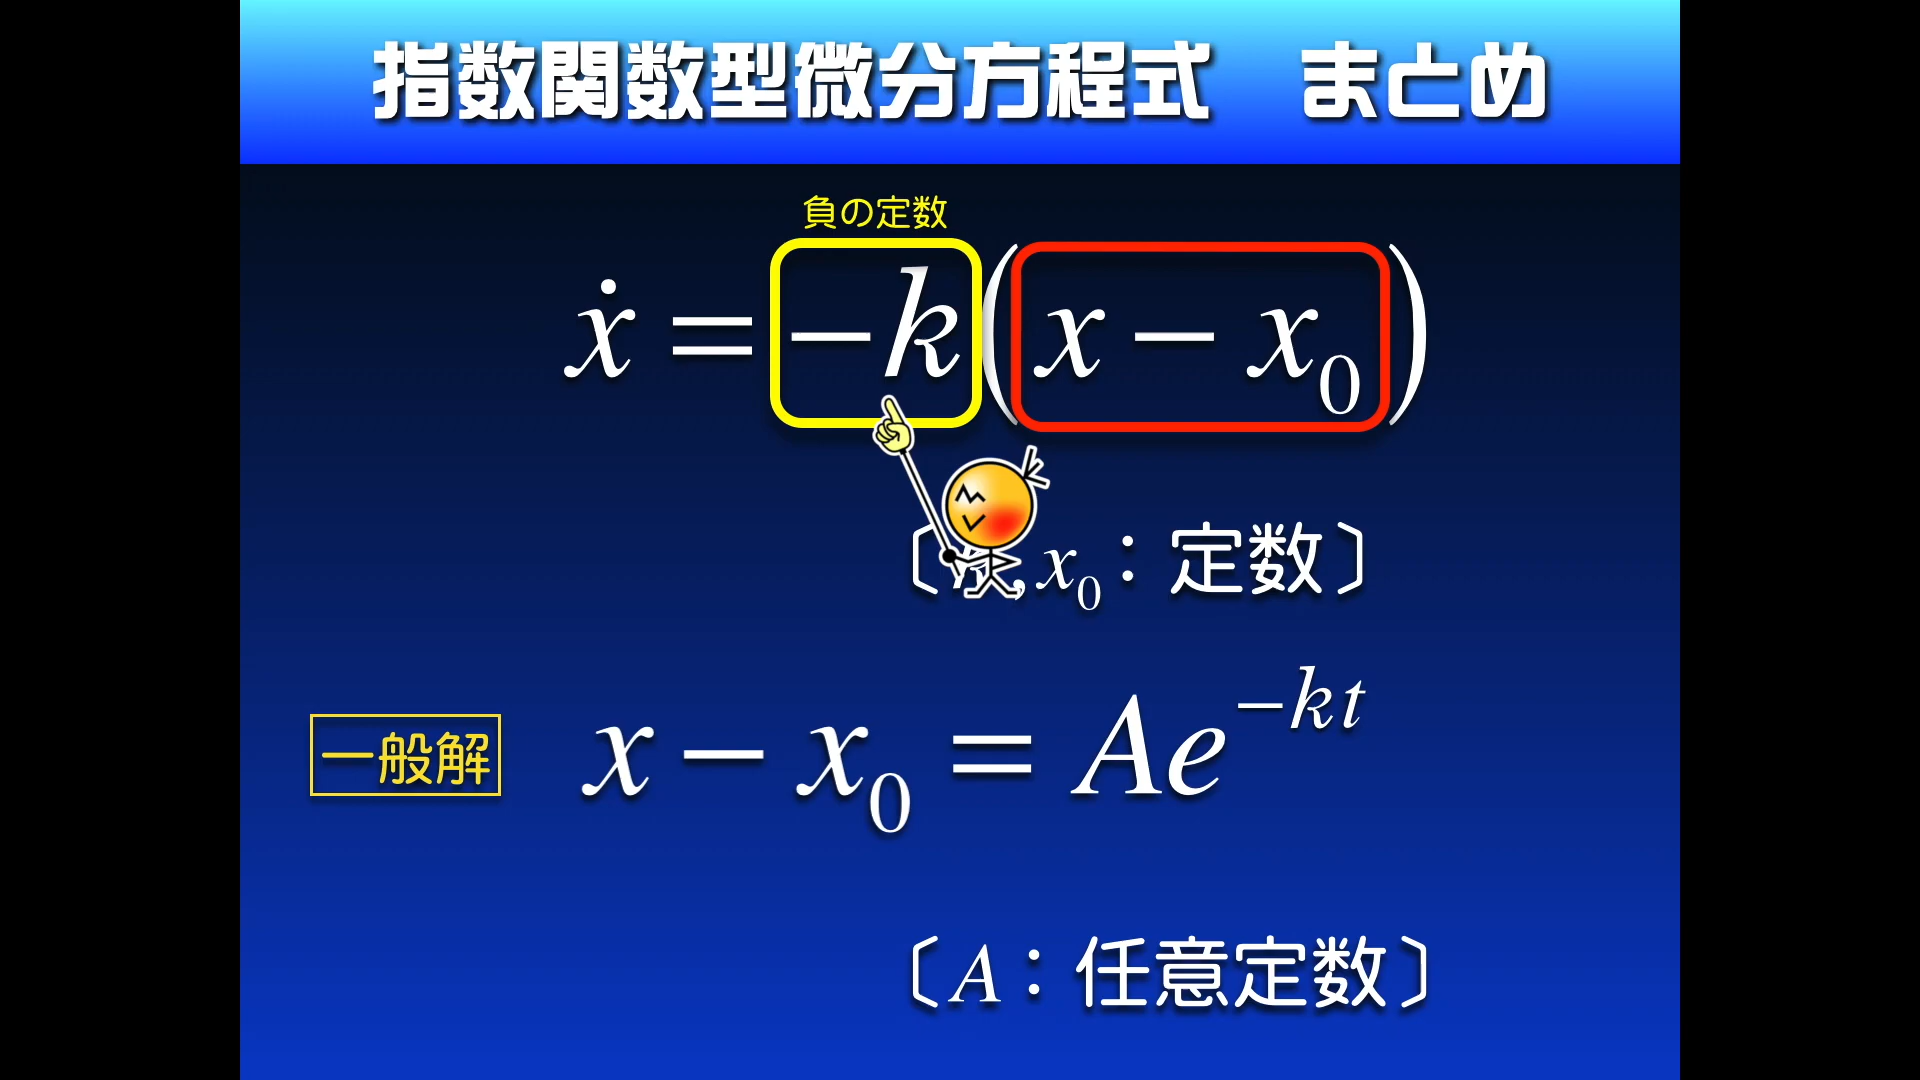 指数関数型微分方程式　まとめ
負の定数
ẋ = −k(x − x₀)
〔 , x₀：定数〕
一般解 x − x₀ = Ae^{−kt}
〔A：任意定数〕